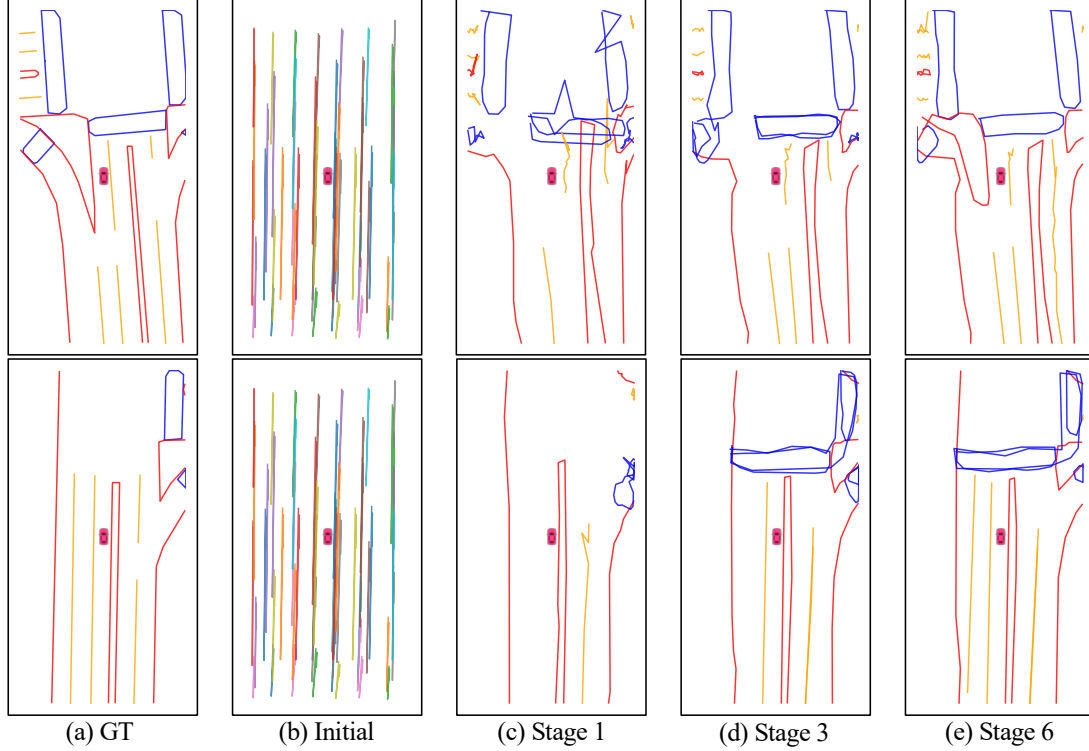 (a) GT
(b) Initial
(c) Stage 1
(d) Stage 3
(e) Stage 6